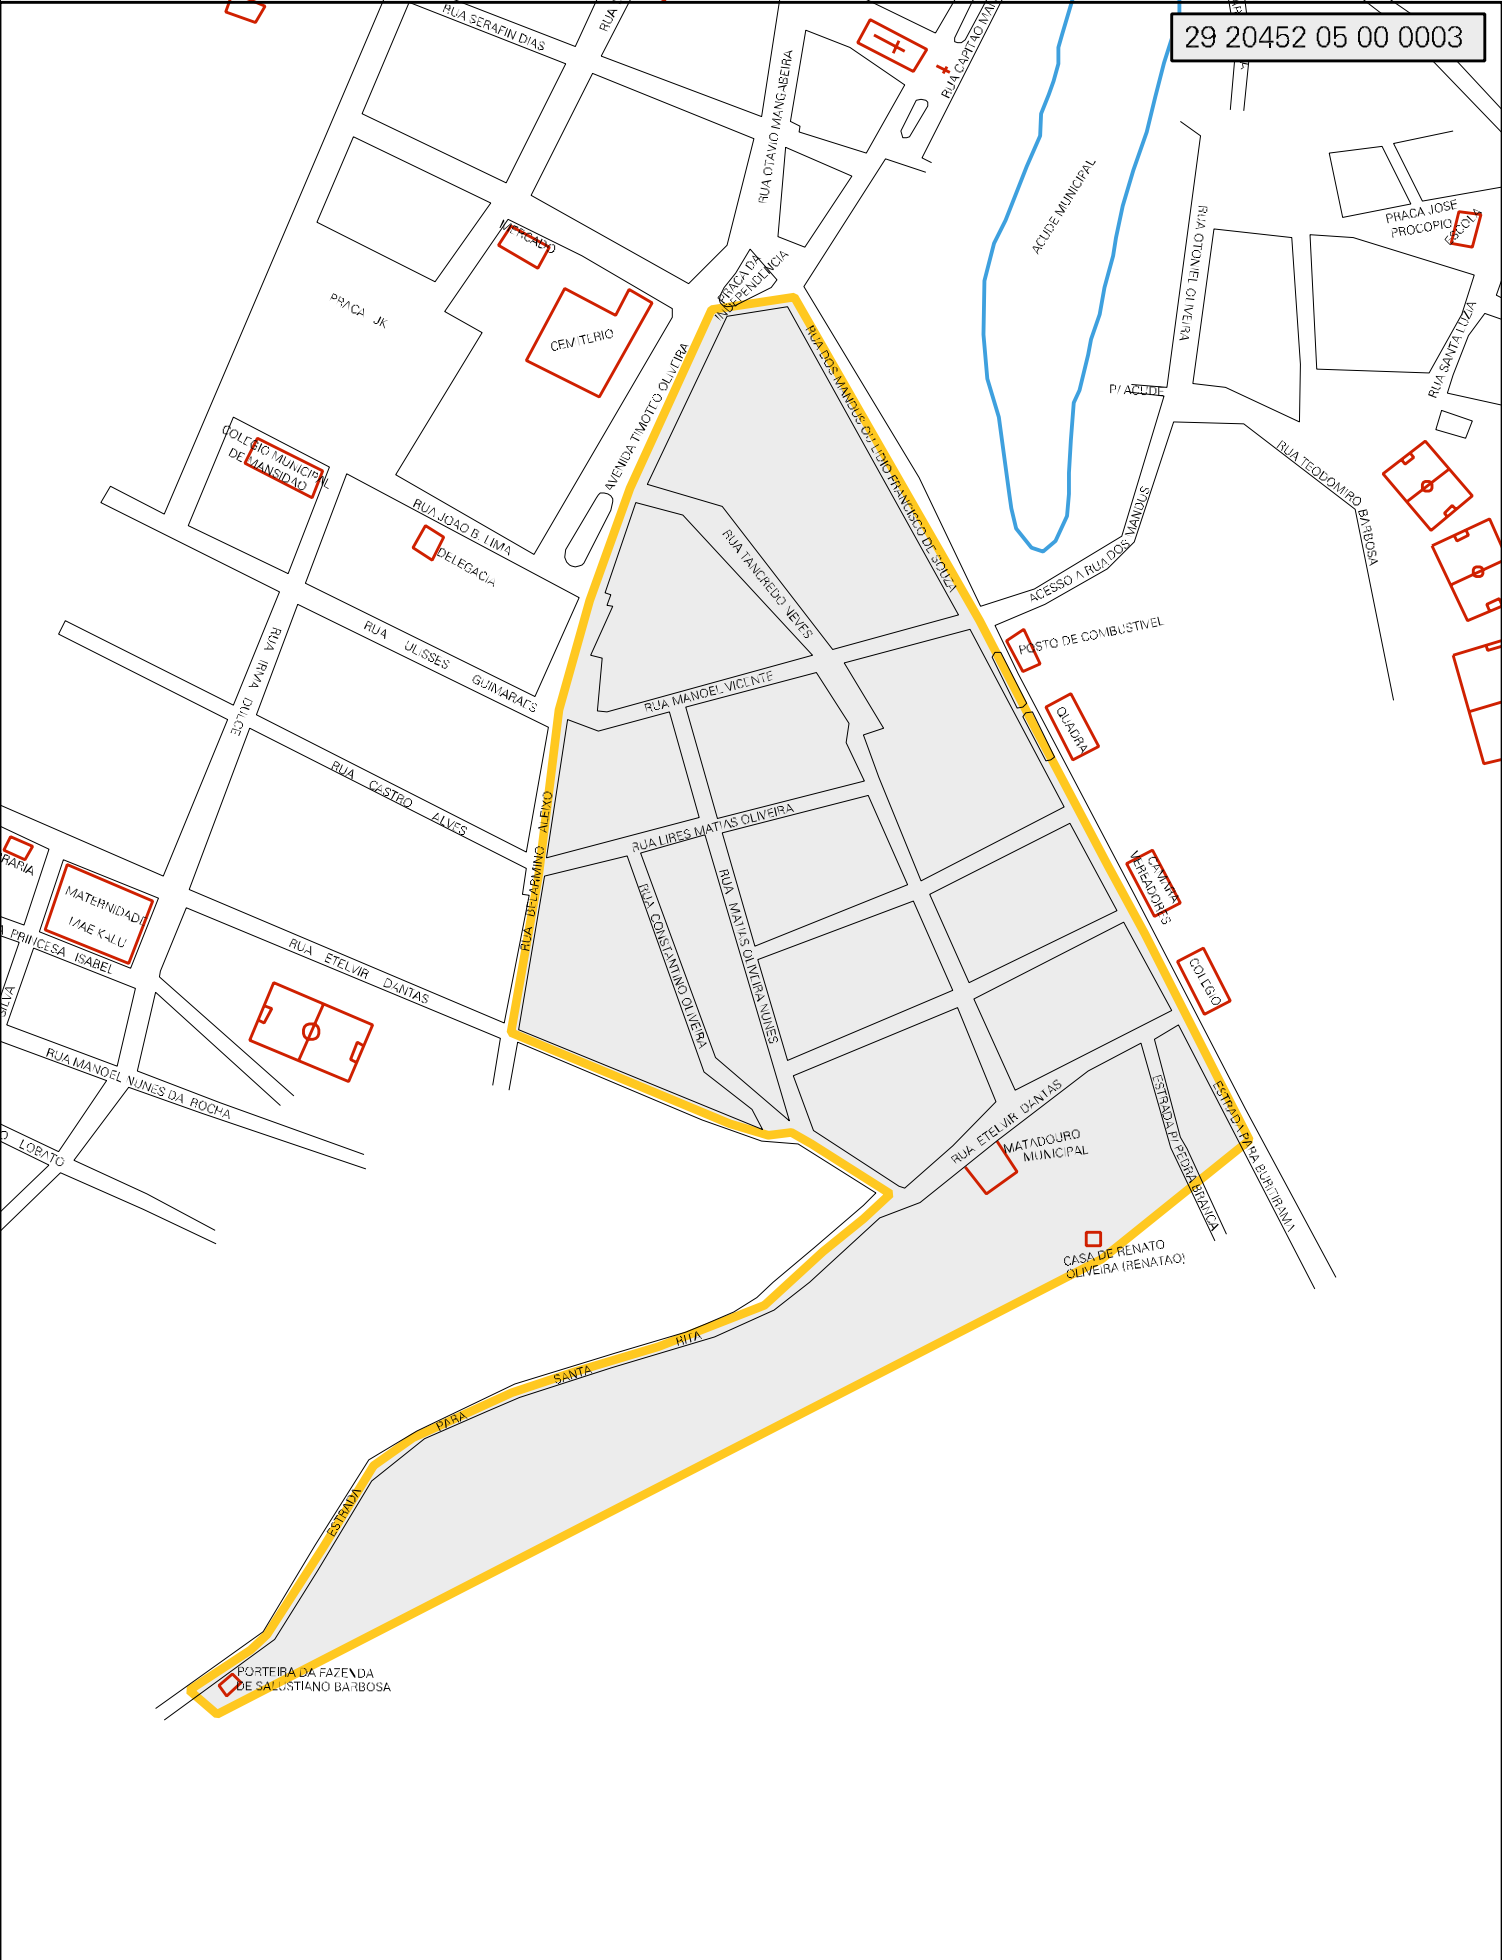 29 20452 05 00 0003
RUA SERAFIN DIAS
RUA
RUA OTAVIO MANGABEIRA
ACUDE MUNICIPAL
RUA OTONIEL OLIVEIRA
PRACA JOSE
PROCOPIO
ESCOLA
MERCADO
PRACA DA
INDEPENDENCIA
PRACA JK
CEMITERIO
AVENIDA TIMOTEO OLIVEIRA
RUA DOS MANDUS OU LIDIO FRANCISCO DE SOUZA
RUA SANTA LUZIA
P/ ACUDE
COLEGIO MUNICIPAL
DE MANSIDAO
RUA TEODOMIRO BARBOSA
RUA JOAO B. LIMA
DELEGACIA
ACESSO A RUA DOS MANDUS
RUA TANCREDO NEVES
RUA ULISSES GUIMARAES
POSTO DE COMBUSTIVEL
RUA IRMA DULCE
RUA MANOEL VICENTE
QUADRA
RUA CASTRO ALVES
RUA BELARMINO ALEIXO
RUA LIRES MATIAS OLIVEIRA
CAMARA
VEREADORES
MATERNIDADE
MAE KALU
RUA CONSTANTINO OLIVEIRA
RUA MATIAS OLIVEIRA NUNES
PRINCESA ISABEL
RUA ETELVIR DANTAS
COLEGIO
SILVA
RUA MANOEL NUNES DA ROCHA
LOBATO
RUA ETELVIR DANTAS
MATADOURO
MUNICIPAL
ESTRADA P/ PEDRA BRANCA
ESTRADA PARA BURITIRAMA
CASA DE RENATO
OLIVEIRA (RENATAO)
ESTRADA PARA SANTA RITA
PORTEIRA DA FAZENDA
DE SALUSTIANO BARBOSA